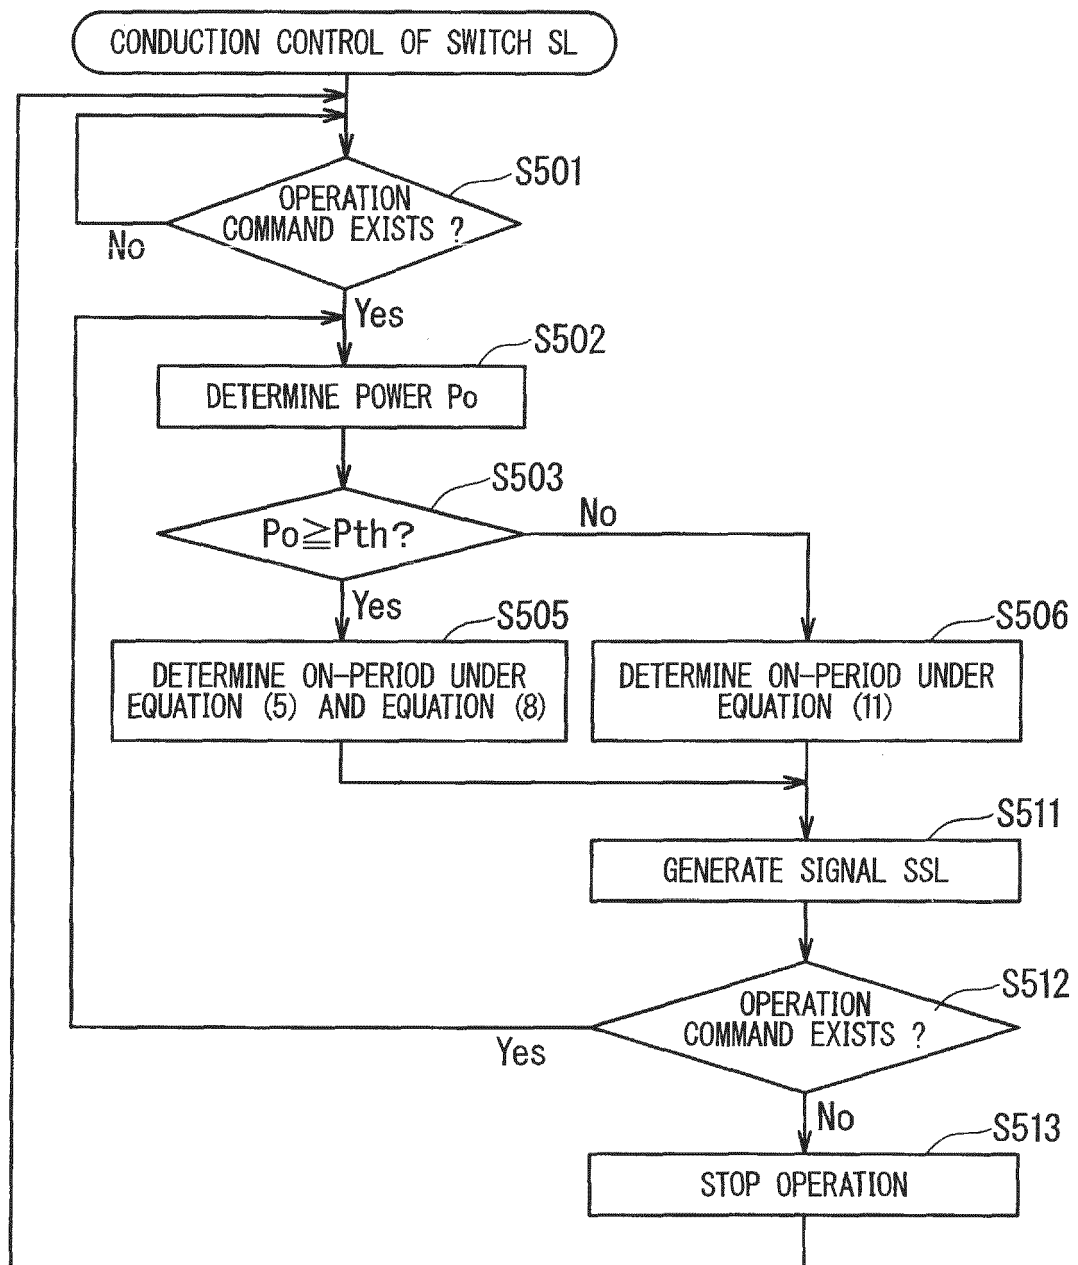 CONDUCTION CONTROL OF SWITCH SL
S501
OPERATION
COMMAND EXISTS ?
No
Yes
S502
DETERMINE POWER Po
S503
Po≧Pth?
No
Yes
S505
S506
DETERMINE ON-PERIOD UNDER
EQUATION (5) AND EQUATION (8)
DETERMINE ON-PERIOD UNDER
EQUATION (11)
S511
GENERATE SIGNAL SSL
S512
OPERATION
COMMAND EXISTS ?
Yes
No
S513
STOP OPERATION